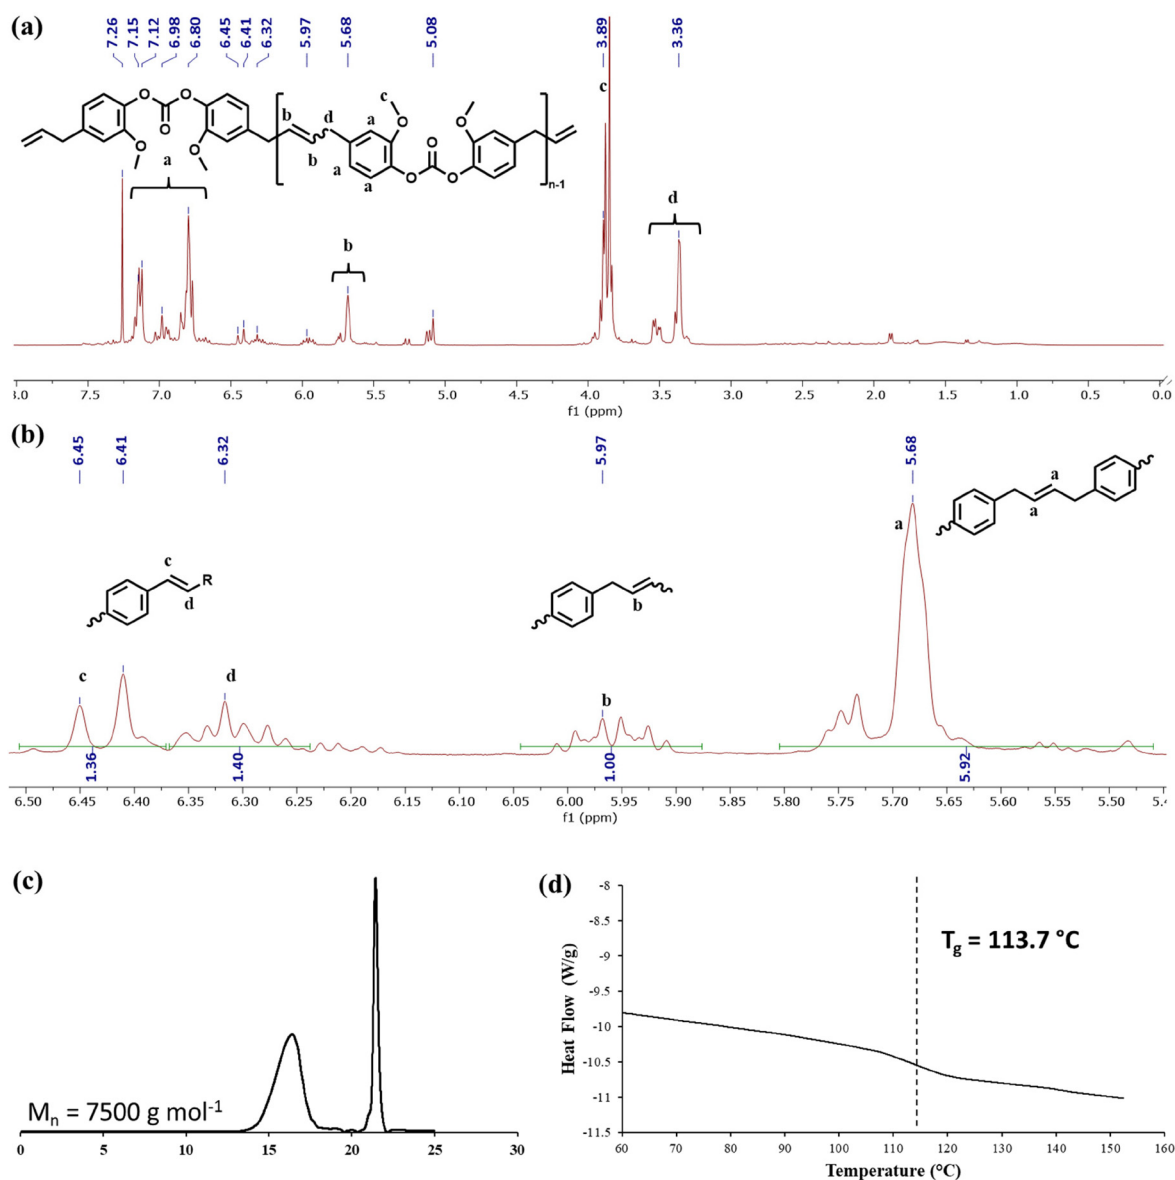 (a)
7.26 7.15 7.12 6.98 6.80 6.45 6.41 6.32 5.97 5.68 5.08 3.89 3.36
c
c O
b d O
O O a O
b
O O a O O
O a O n-1
a d
b
8.0 7.5 7.0 6.5 6.0 5.5 5.0 4.5 4.0 3.5 3.0 2.5 2.0 1.5 1.0 0.5 0.0
f1 (ppm)
(b)
6.45 6.41 6.32 5.97 5.68
a
a
a
c R
d b
c d b
1.36 1.40 1.00 5.92
6.50 6.45 6.40 6.35 6.30 6.25 6.20 6.15 6.10 6.05 6.00 5.95 5.90 5.85 5.80 5.75 5.70 5.65 5.60 5.55 5.50 5.4
f1 (ppm)
(c)
Mn = 7500 g mol-1
0 5 10 15 20 25 30
(d)
-8
-8.5
-9
-9.5
-10
-10.5
-11
-11.5
Heat Flow (W/g)
Tg = 113.7 °C
60 70 80 90 100 110 120 130 140 150 160
Temperature (°C)